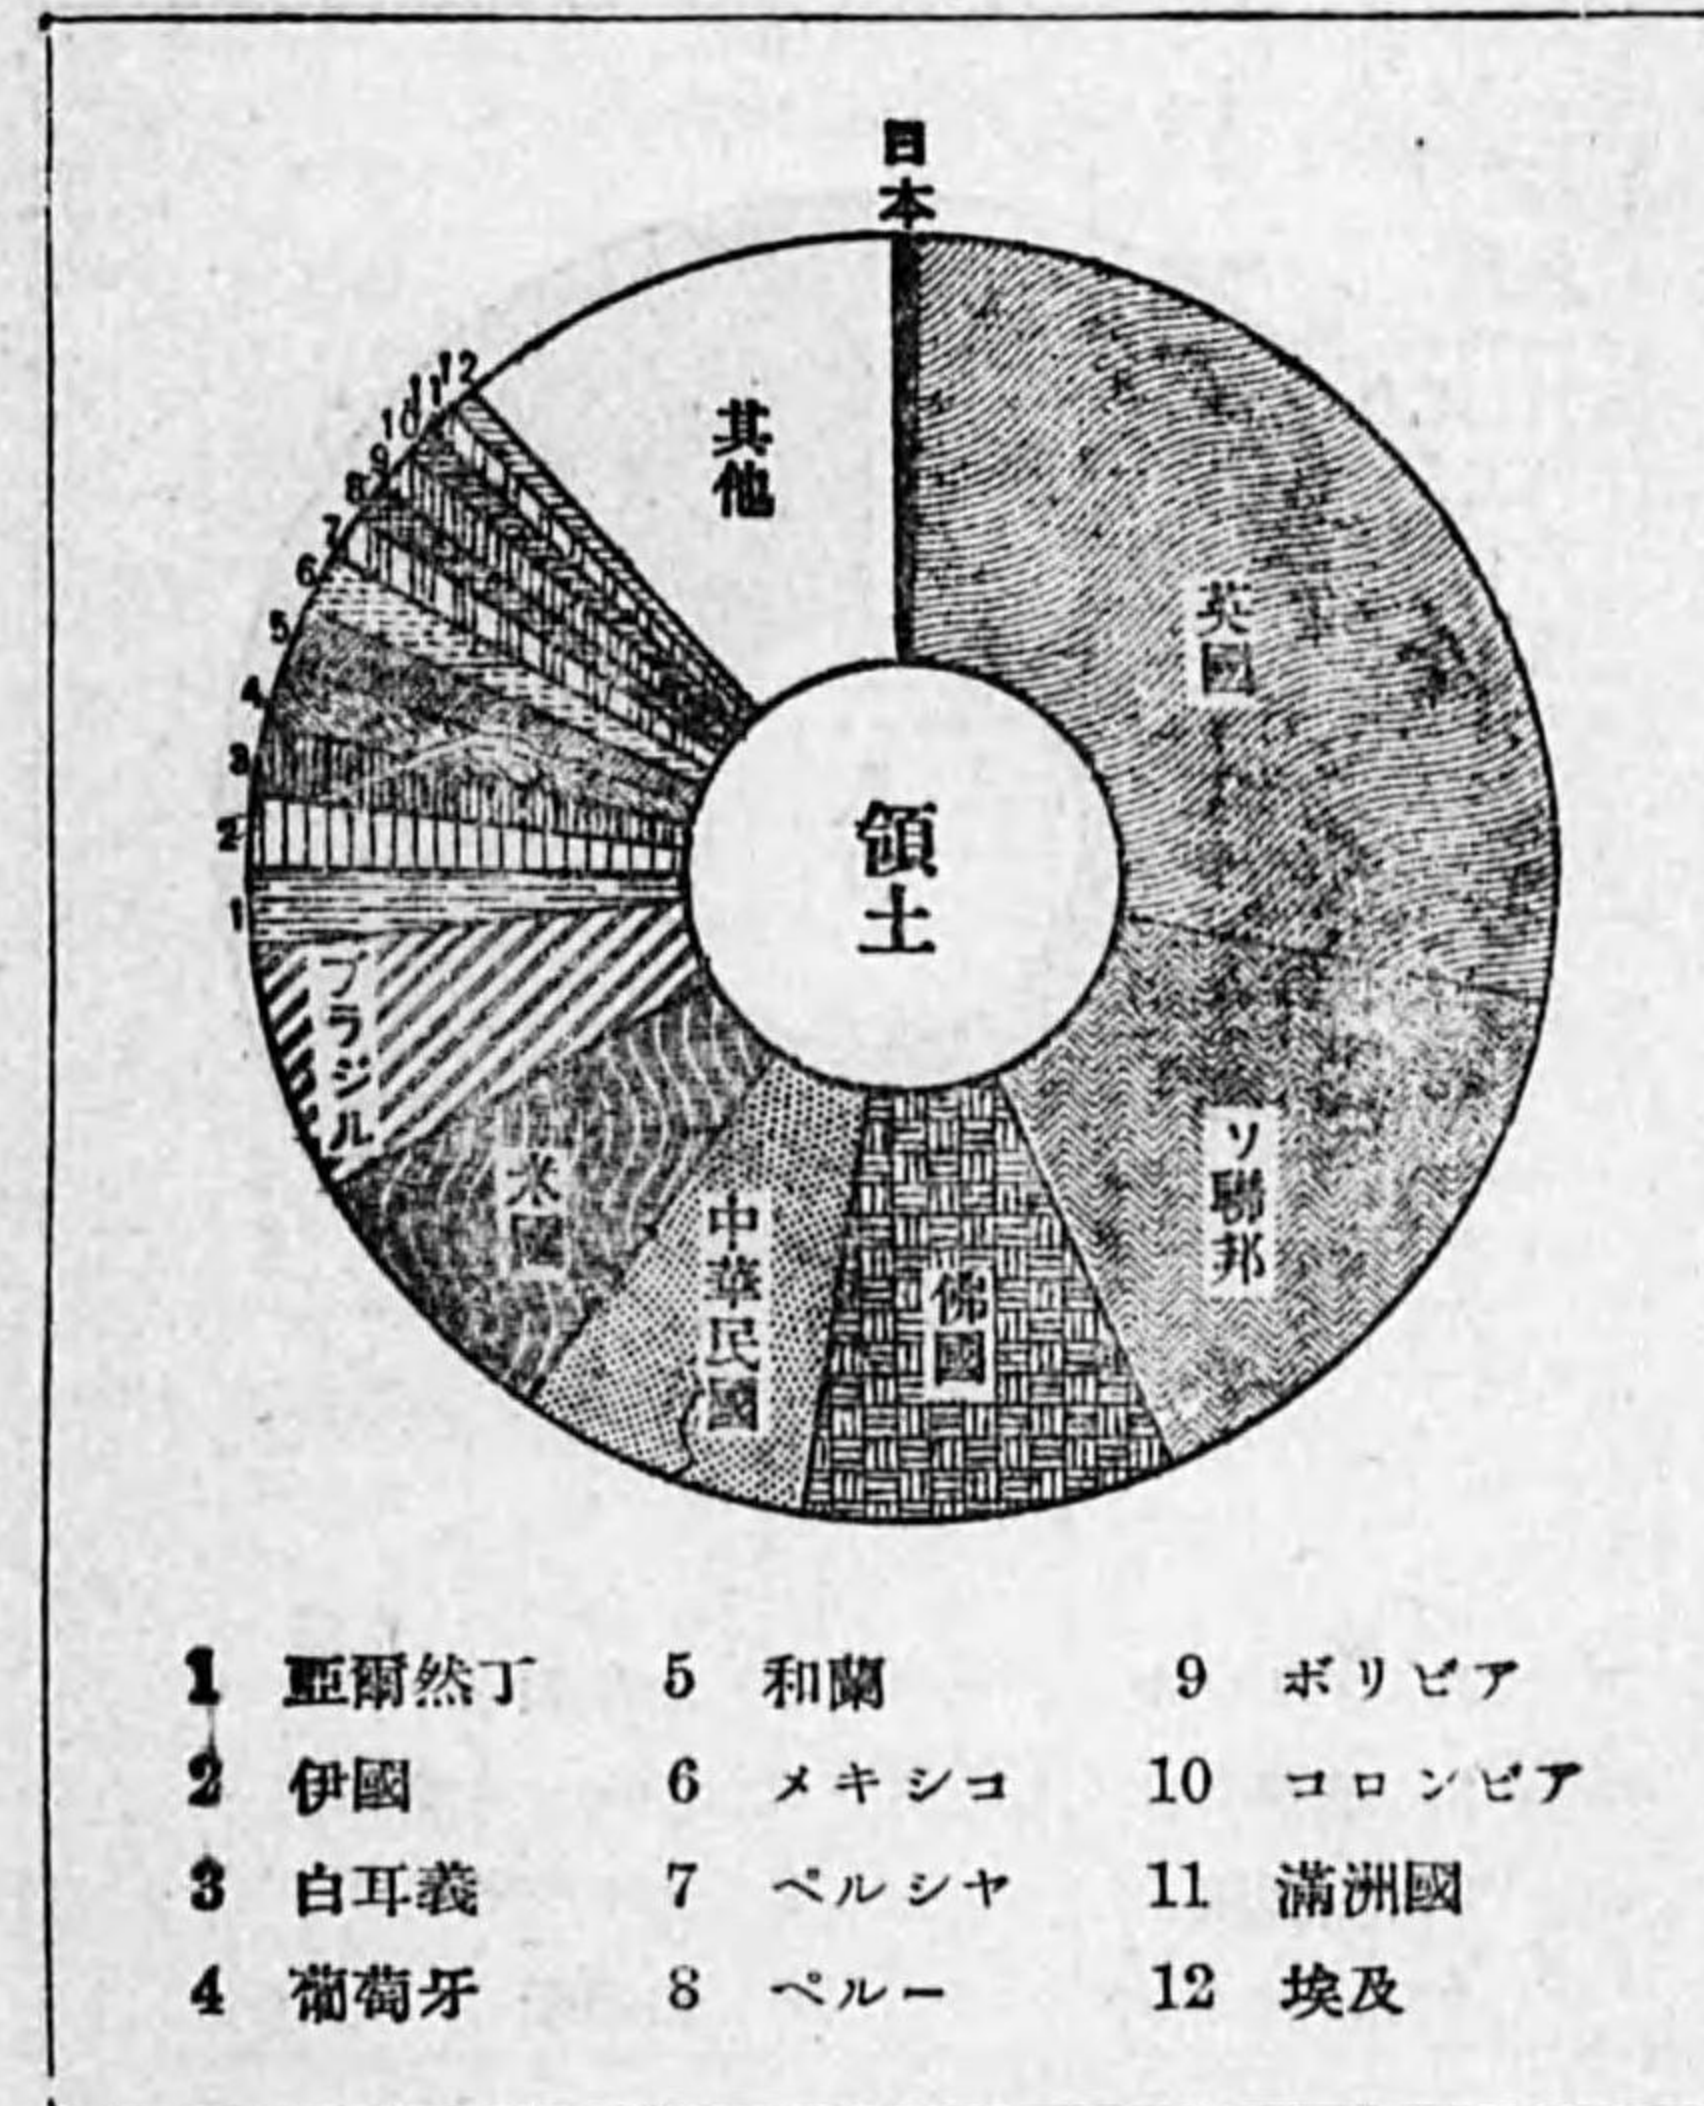 日本
英國
ソ聯邦
佛國
中華民國
米國
ブラジル
1
2
3
4
5
6
7
8
9
10
11
12
其他
領土
1 亞爾然丁
2 伊國
3 白耳義
4 葡萄牙
5 和蘭
6 メキシコ
7 ペルシヤ
8 ペルー
9 ボリビア
10 コロンビア
11 滿洲國
12 埃及